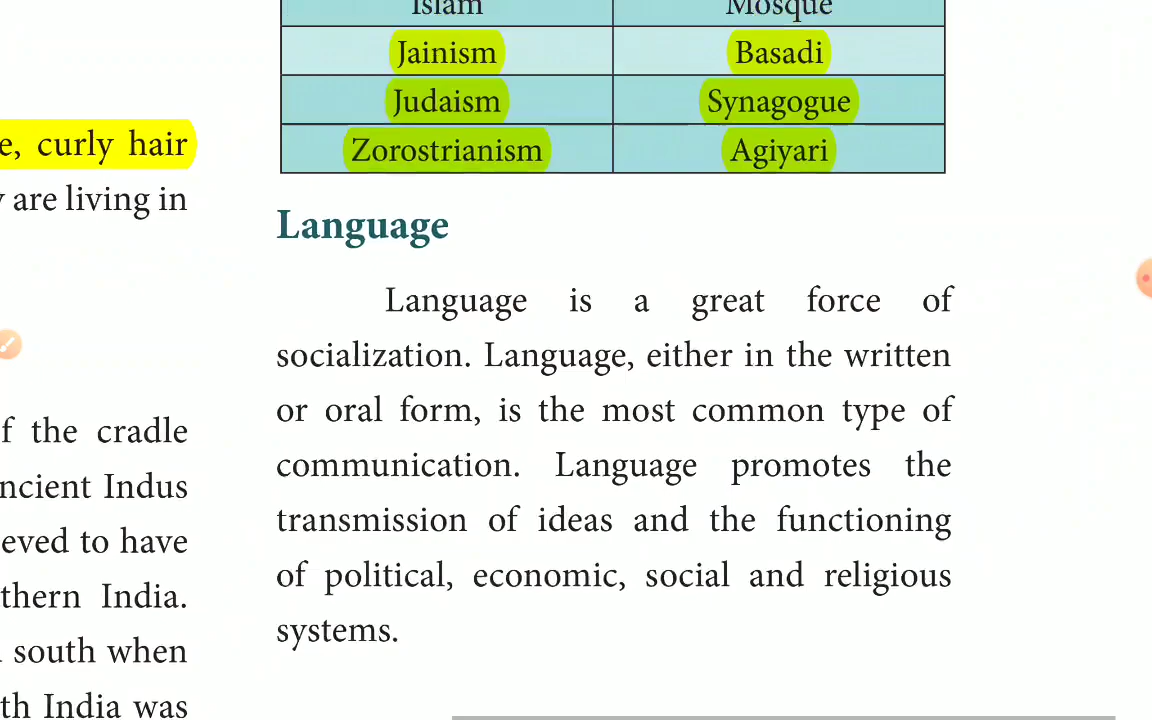 Islam Mosque
Jainism Basadi
Judaism Synagogue
Zorostrianism Agiyari
e, curly hair
y are living in
f the cradle
ncient Indus
eved to have
thern India.
south when
th India was
Language
Language is a great force of
socialization. Language, either in the written
or oral form, is the most common type of
communication. Language promotes the
transmission of ideas and the functioning
of political, economic, social and religious
systems.